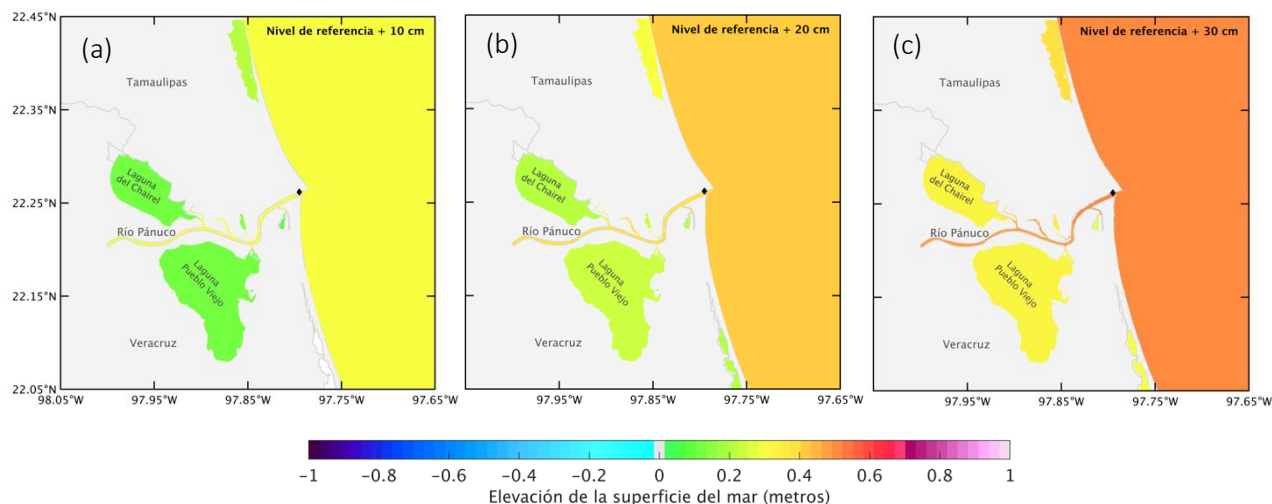 (a)
Nivel de referencia + 10 cm
Tamaulipas
Laguna
del Chairel
Río Pánuco
Laguna
Pueblo Viejo
Veracruz
22.45°N
22.35°N
22.25°N
22.15°N
22.05°N
98.05°W 97.95°W 97.85°W 97.75°W 97.65°W
(b)
Nivel de referencia + 20 cm
Tamaulipas
Laguna
del Chairel
Río Pánuco
Laguna
Pueblo Viejo
Veracruz
97.95°W 97.85°W 97.75°W 97.65°W
(c)
Nivel de referencia + 30 cm
Tamaulipas
Laguna
del Chairel
Río Pánuco
Laguna
Pueblo Viejo
Veracruz
97.95°W 97.85°W 97.75°W 97.65°W
−1 −0.8 −0.6 −0.4 −0.2 0 0.2 0.4 0.6 0.8 1
Elevación de la superficie del mar (metros)